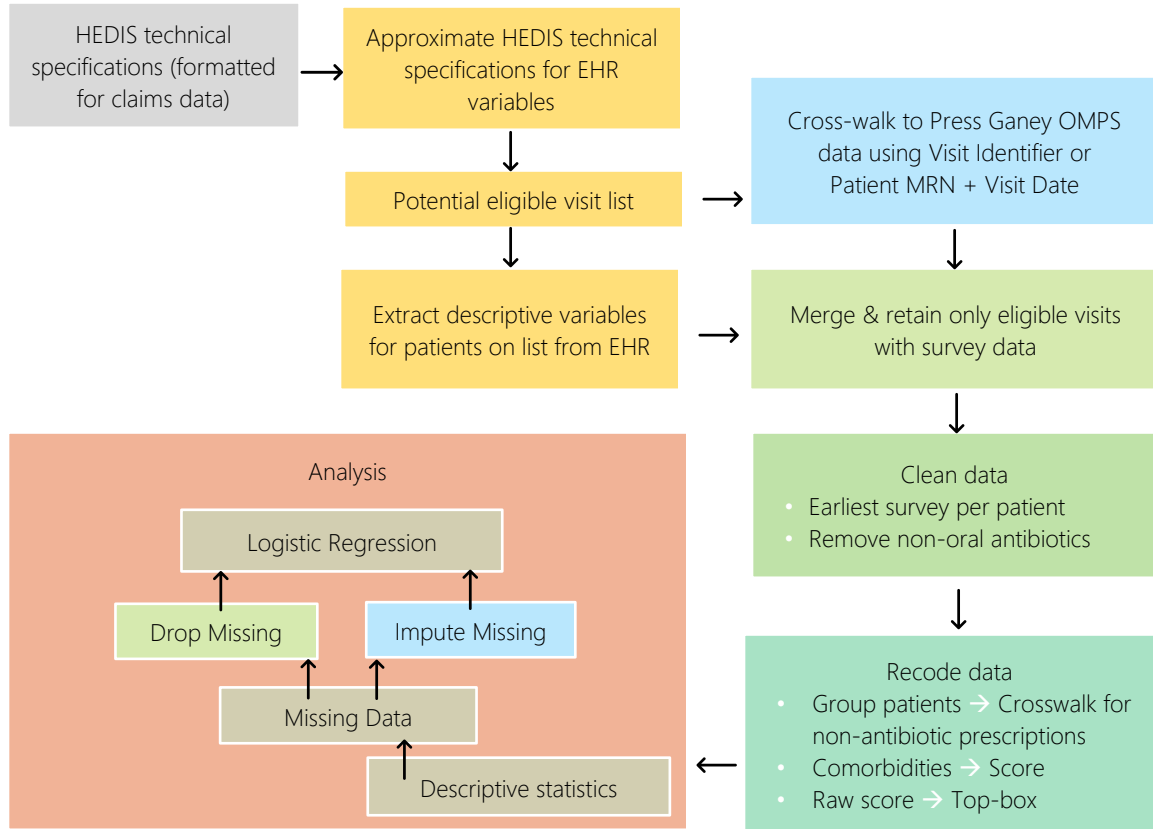 HEDIS technical
specifications (formatted
for claims data)
Approximate HEDIS technical
specifications for EHR
variables
Cross-walk to Press Ganey OMPS
data using Visit Identifier or
Patient MRN + Visit Date
Potential eligible visit list
Extract descriptive variables
for patients on list from EHR
Merge & retain only eligible visits
with survey data
Clean data
• Earliest survey per patient
• Remove non-oral antibiotics
Recode data
• Group patients → Crosswalk for
non-antibiotic prescriptions
• Comorbidities → Score
• Raw score → Top-box
Analysis
Logistic Regression
Drop Missing
Impute Missing
Missing Data
Descriptive statistics